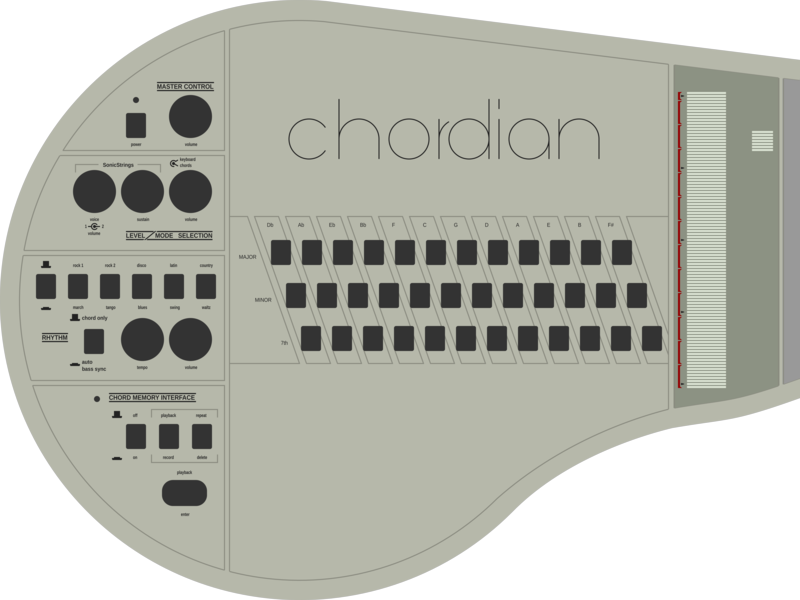 MASTER CONTROL
power
volume
SonicStrings
keyboard
chords
voice
sustain
volume
1 2
volume
LEVEL/MODE SELECTION
rock 1
rock 2
disco
latin
country
march
tango
blues
swing
waltz
chord only
RHYTHM
auto
bass sync
tempo
volume
CHORD MEMORY INTERFACE
off
playback
repeat
on
record
delete
playback
enter
chordian
Db Ab Eb Bb F C G D A E B F#
MAJOR
MINOR
7th